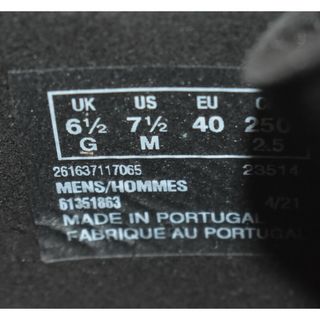 UK US EU
6½ 7½ 40 250
G M 2.5
261637117065 23514
MENS/HOMMES
61351863 4/21
MADE IN PORTUGAL
FABRIQUE AU PORTUGAL